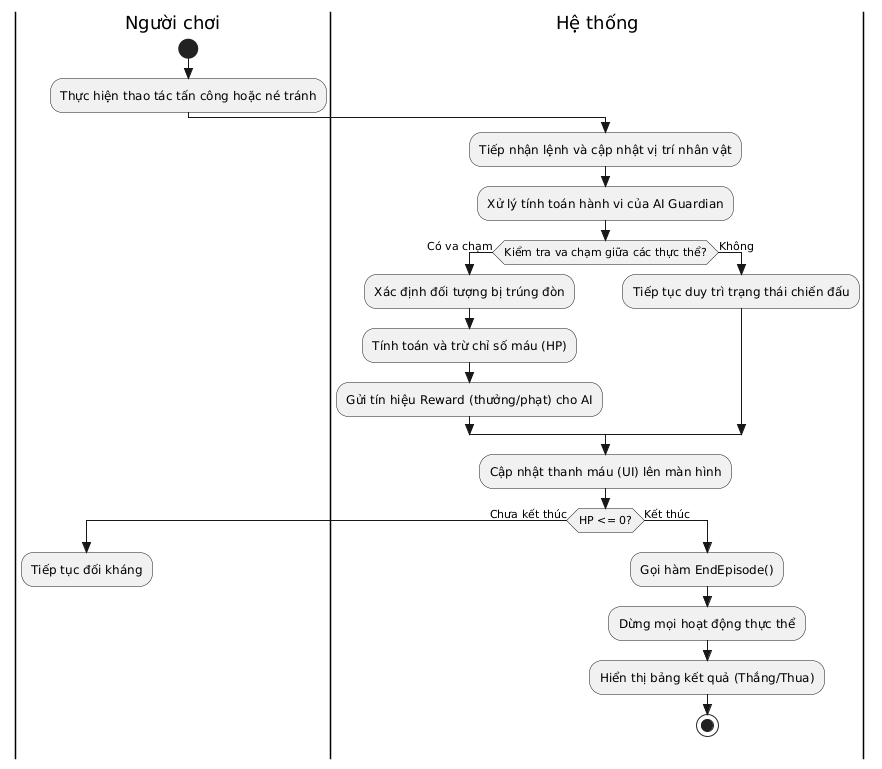 Người chơi
Hệ thống
Thực hiện thao tác tấn công hoặc né tránh
Tiếp nhận lệnh và cập nhật vị trí nhân vật
Xử lý tính toán hành vi của AI Guardian
Có va chạm
Kiểm tra va chạm giữa các thực thể?
Không
Xác định đối tượng bị trúng đòn
Tiếp tục duy trì trạng thái chiến đấu
Tính toán và trừ chỉ số máu (HP)
Gửi tín hiệu Reward (thưởng/phạt) cho AI
Cập nhật thanh máu (UI) lên màn hình
Chưa kết thúc
HP <= 0?
Kết thúc
Tiếp tục đối kháng
Gọi hàm EndEpisode()
Dừng mọi hoạt động thực thể
Hiển thị bảng kết quả (Thắng/Thua)